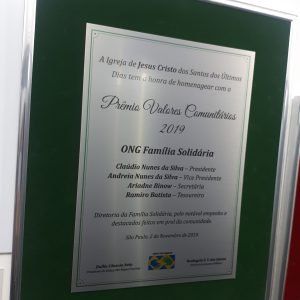 A Igreja de Jesus Cristo dos Santos dos Últimos
Dias tem a honra de homenagear com o
Prêmio Valores Comunitários
2019
ONG Família Solidária
Claúdio Nunes da Silva – Presidente
Andreia Nunes da Silva – Vice Presidente
Ariadne Binow – Secretária
Ramiro Batista – Tesoureiro
Diretoria da Família Solidária, pelo notável empenho e
destacados feitos em prol da comunidade.
São Paulo, 2 de Novembro de 2019